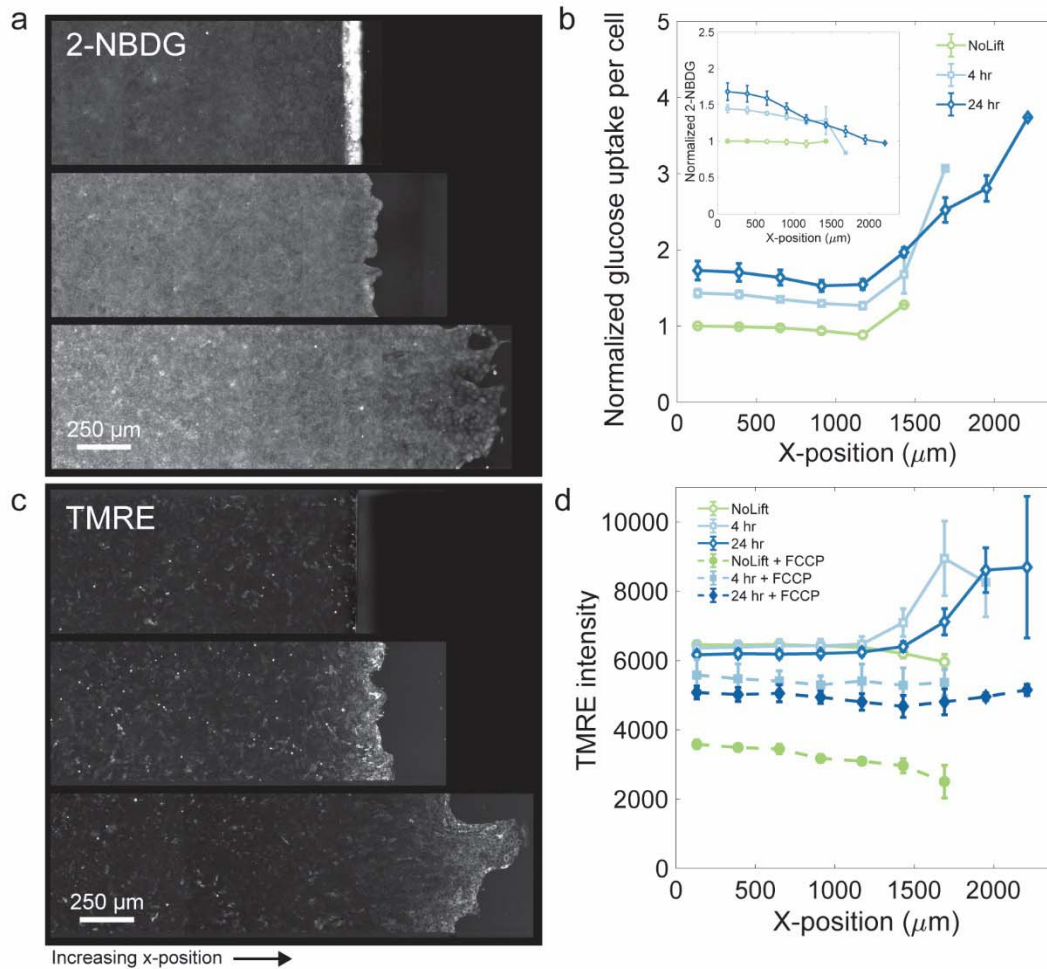 a
2-NBDG
250 μm
b
Normalized glucose uptake per cell
5
4
3
2
1
0
0 500 1000 1500 2000
X-position (μm)
NoLift
4 hr
24 hr
Normalized 2-NBDG
2.5
2
1.5
1
0.5
0
0 500 1000 1500 2000
X-position (μm)
c
TMRE
250 μm
Increasing x-position
d
TMRE intensity
10000
8000
6000
4000
2000
0
0 500 1000 1500 2000
X-position (μm)
NoLift
4 hr
24 hr
NoLift + FCCP
4 hr + FCCP
24 hr + FCCP